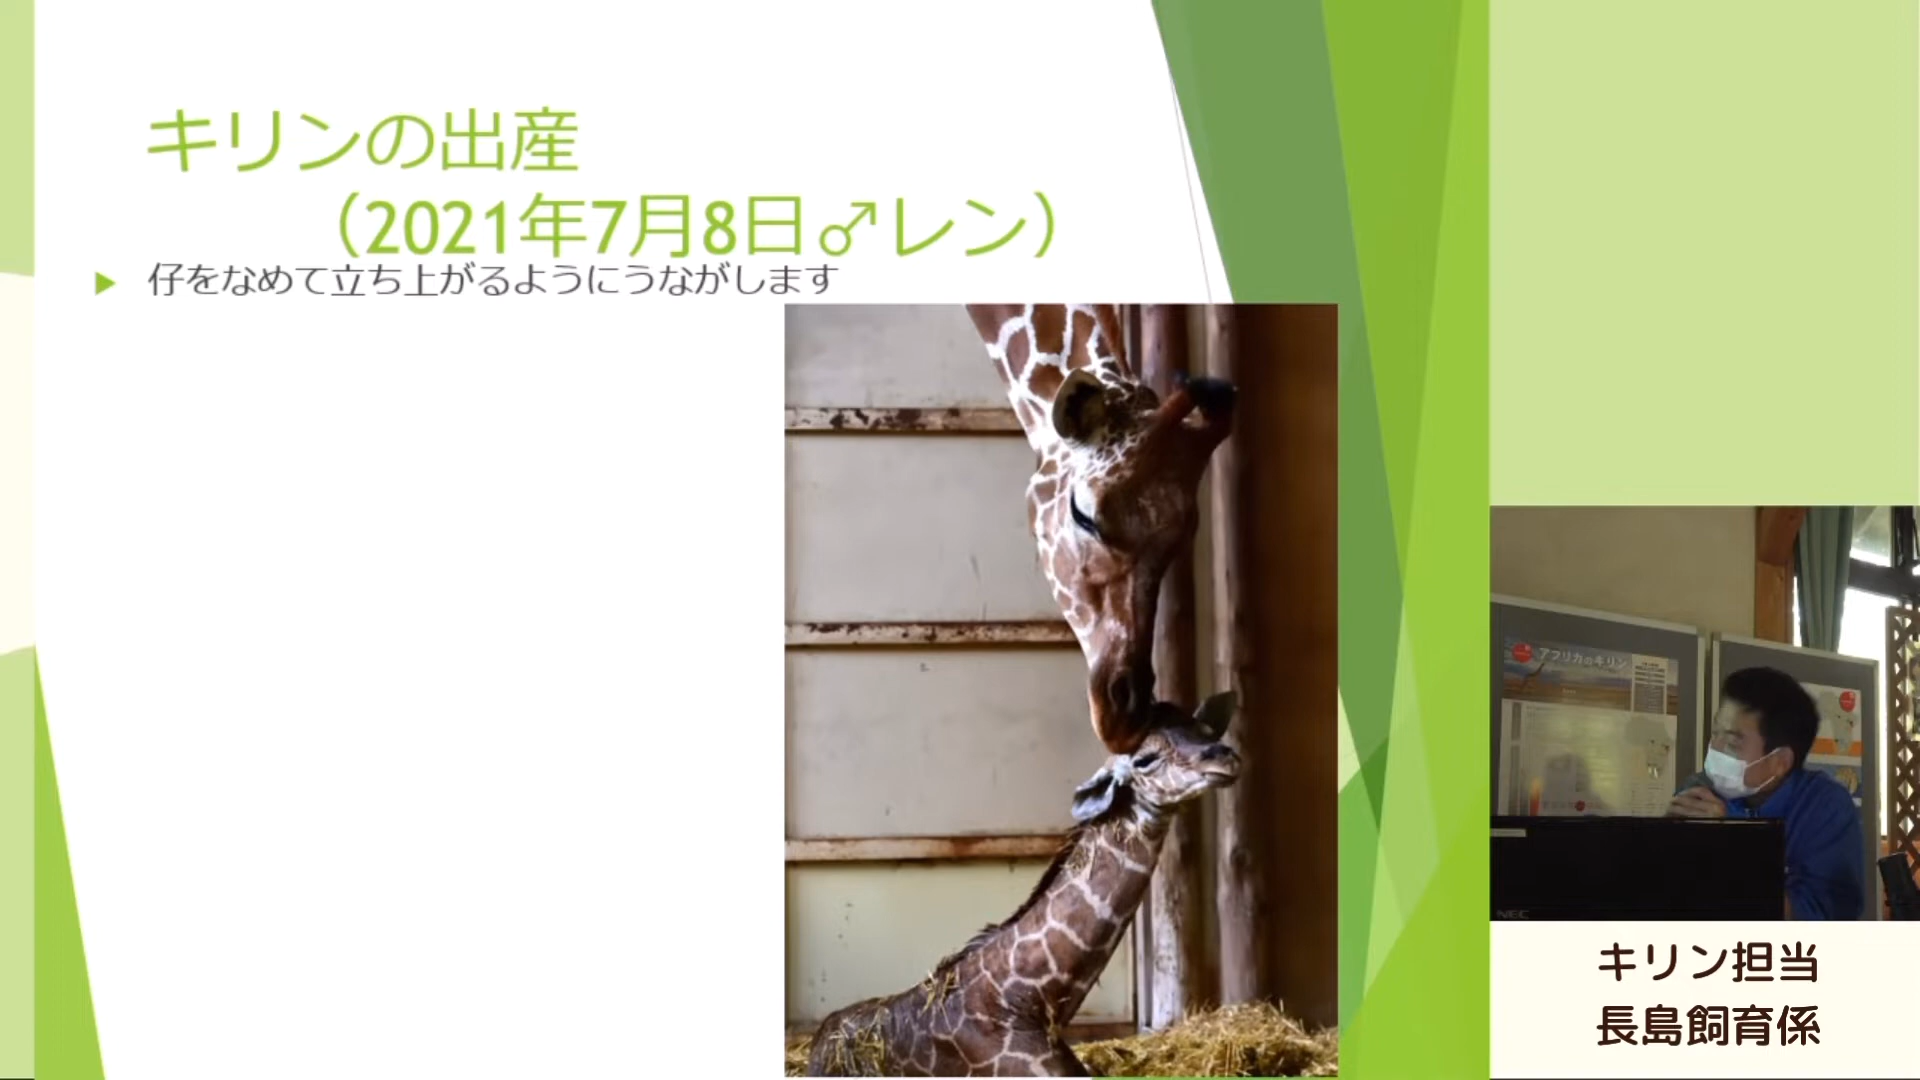 キリンの出産
（2021年7月8日♂レン）
仔をなめて立ち上がるようにうながします
アフリカのキリン
NEC
キリン担当
長島飼育係